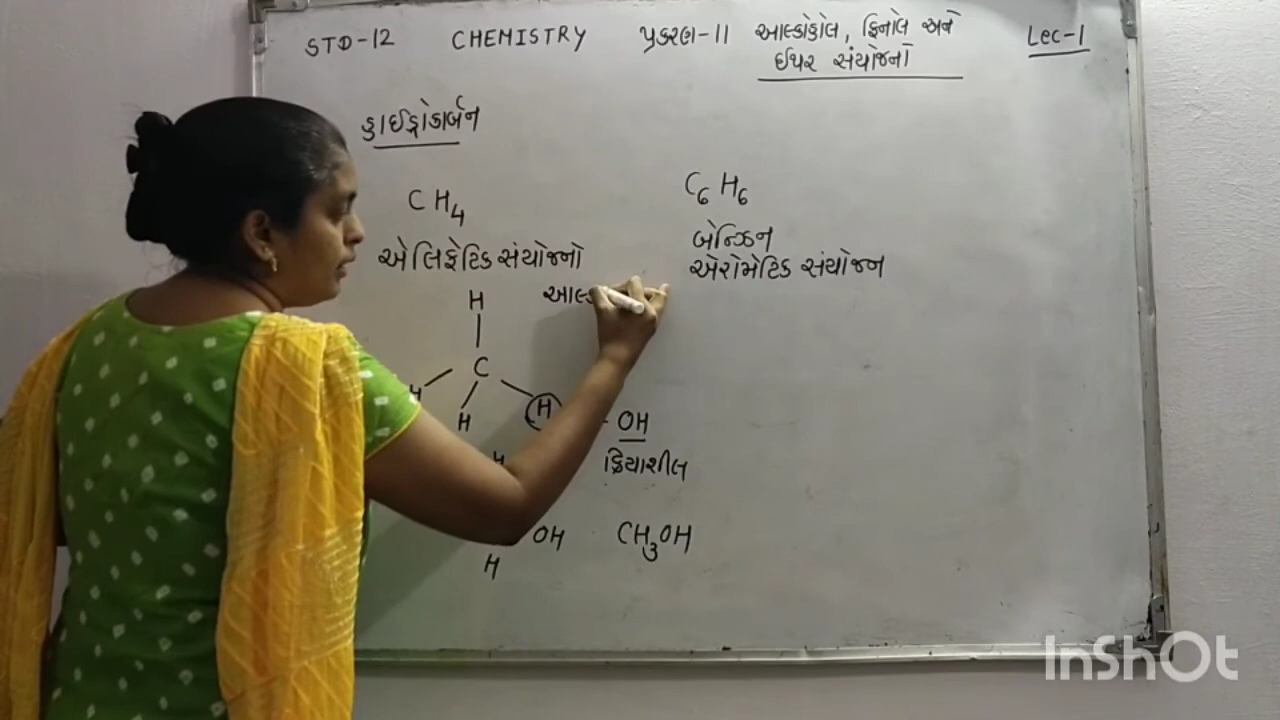 STD-12 CHEMISTRY પ્રકરણ-11 આલ્કોહોલ, ફિનોલ અને Lec-1
ઈથર સંયોજનો
હાઈડ્રોકાર્બન
CH4
C6H6
બેન્ઝિન
એલિફેટિક સંયોજનો
એરોમેટિક સંયોજન
H
આલ્
C
H
H
H
OH
ક્રિયાશીલ
H
OH
CH3OH
H
InShOt